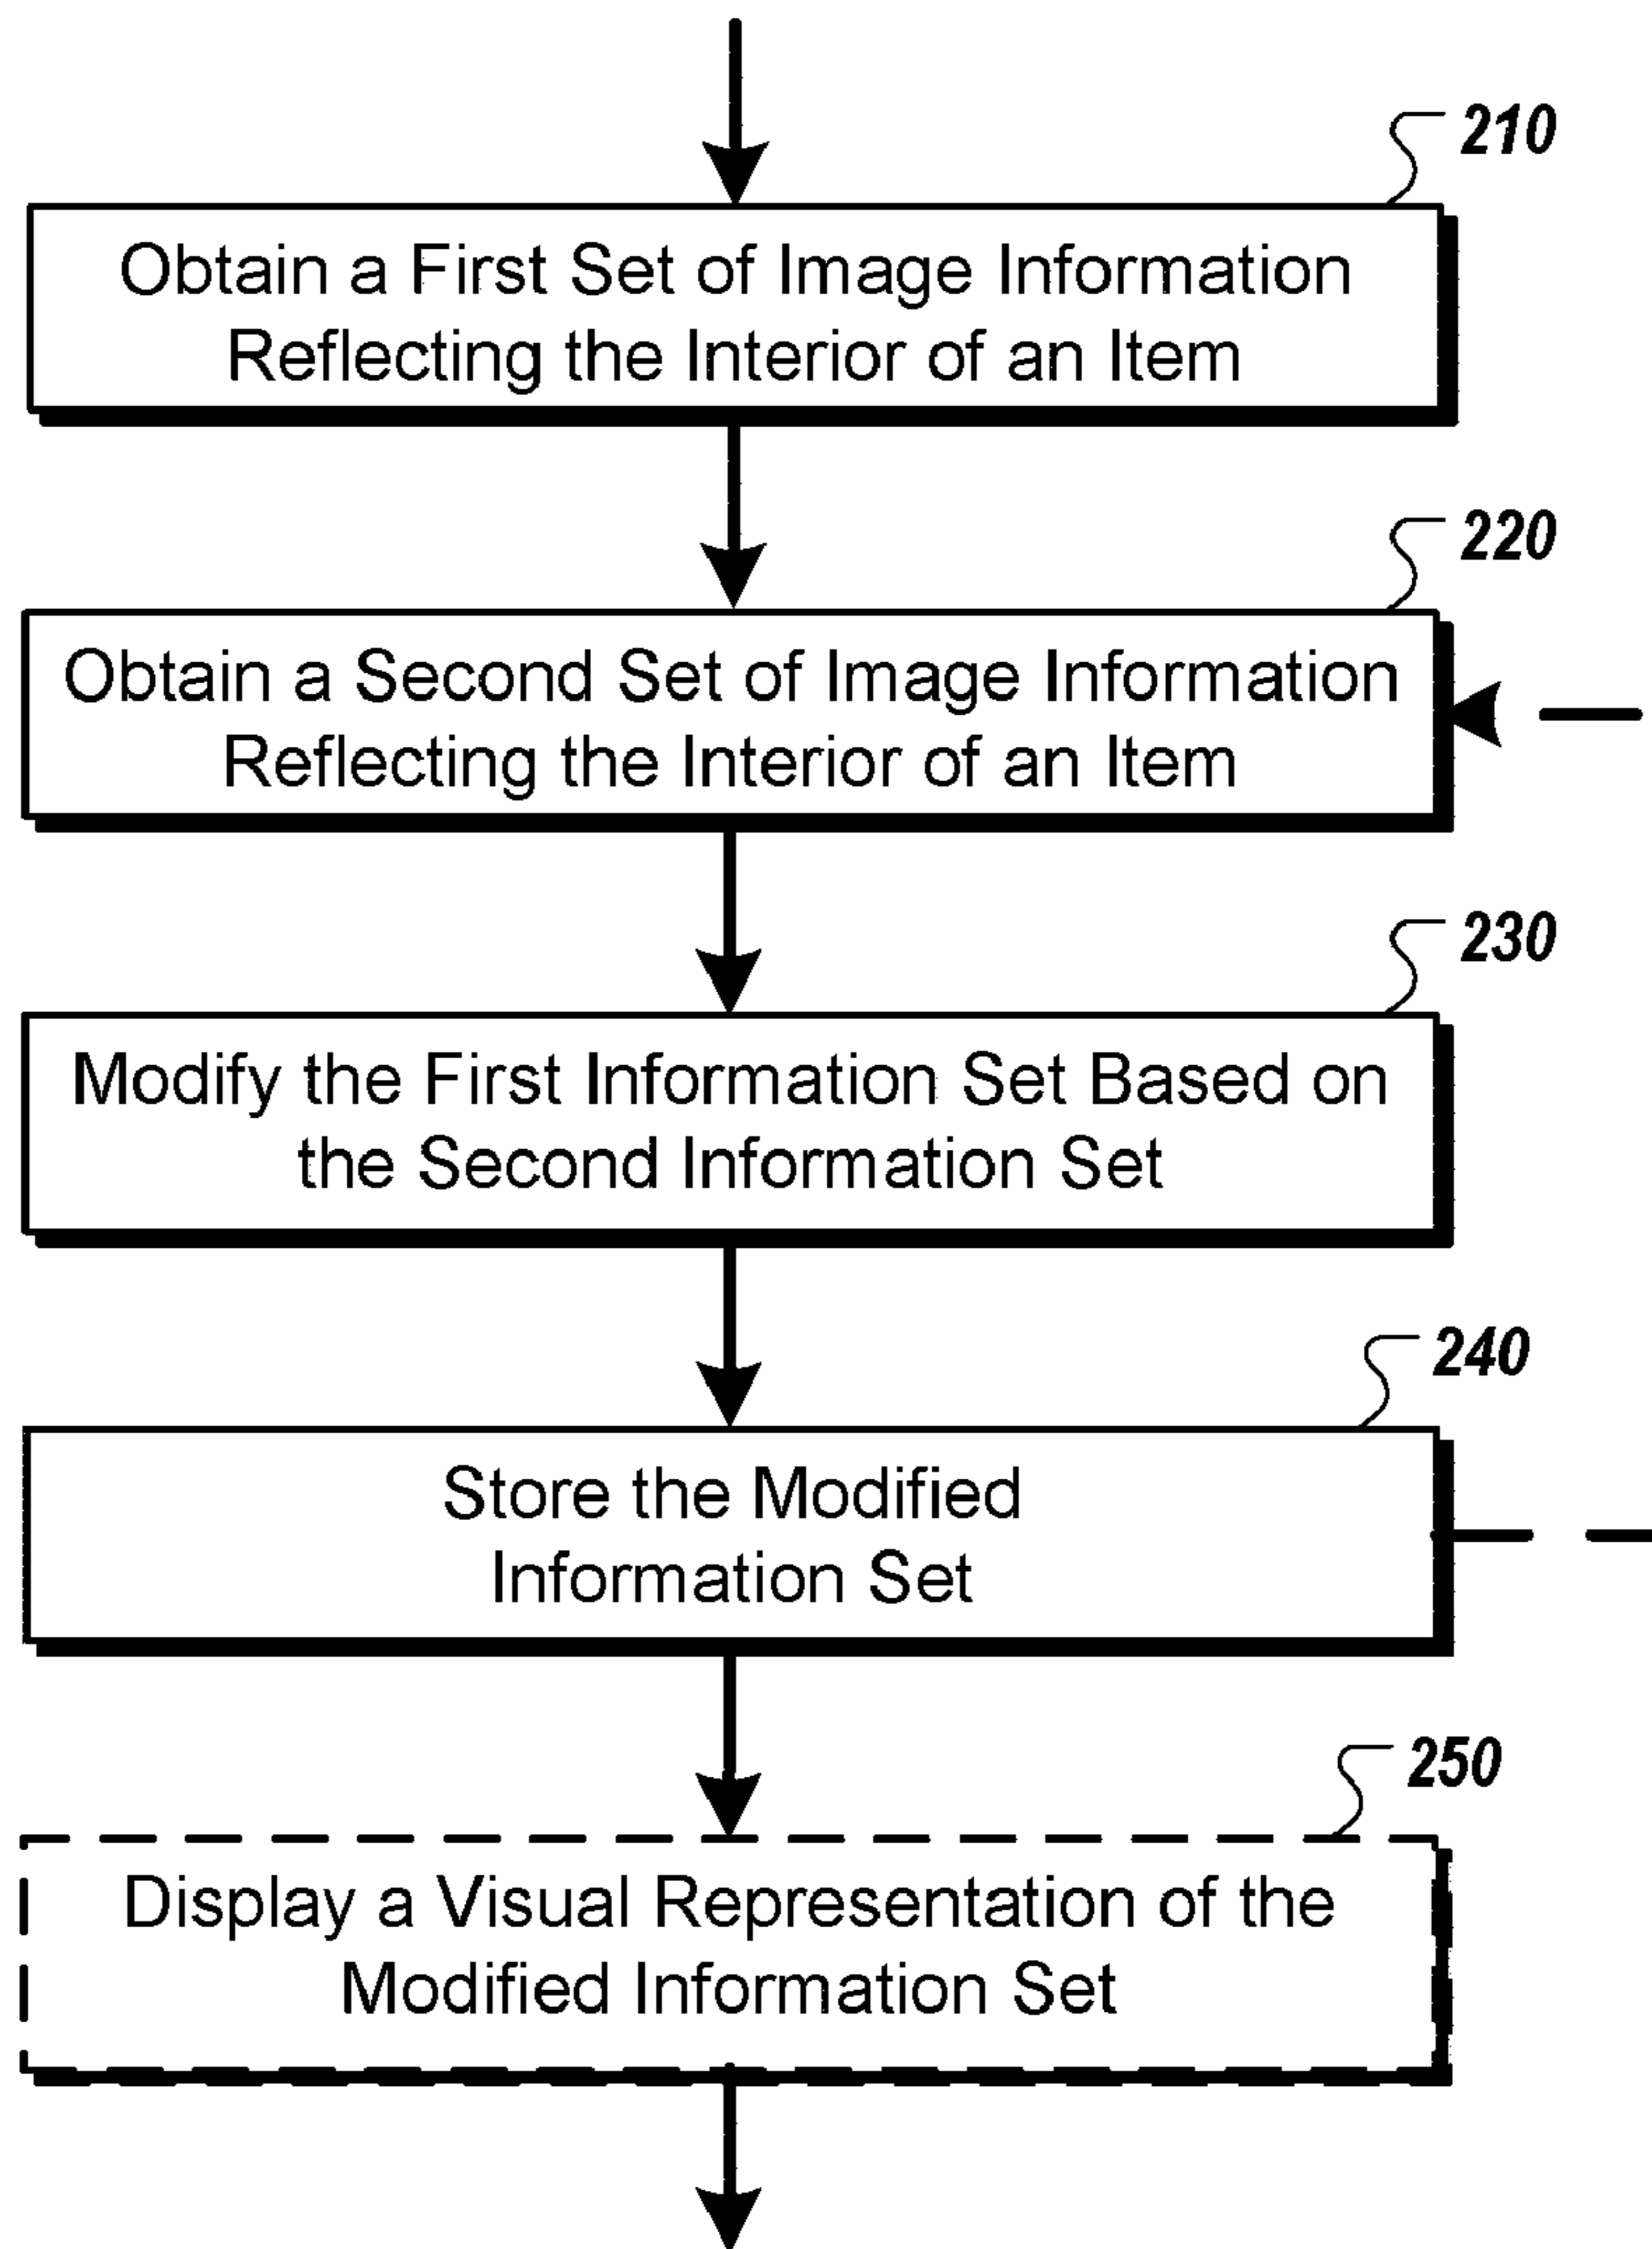 210
Obtain a First Set of Image Information
Reflecting the Interior of an Item
220
Obtain a Second Set of Image Information
Reflecting the Interior of an Item
230
Modify the First Information Set Based on
the Second Information Set
240
Store the Modified
Information Set
250
Display a Visual Representation of the
Modified Information Set